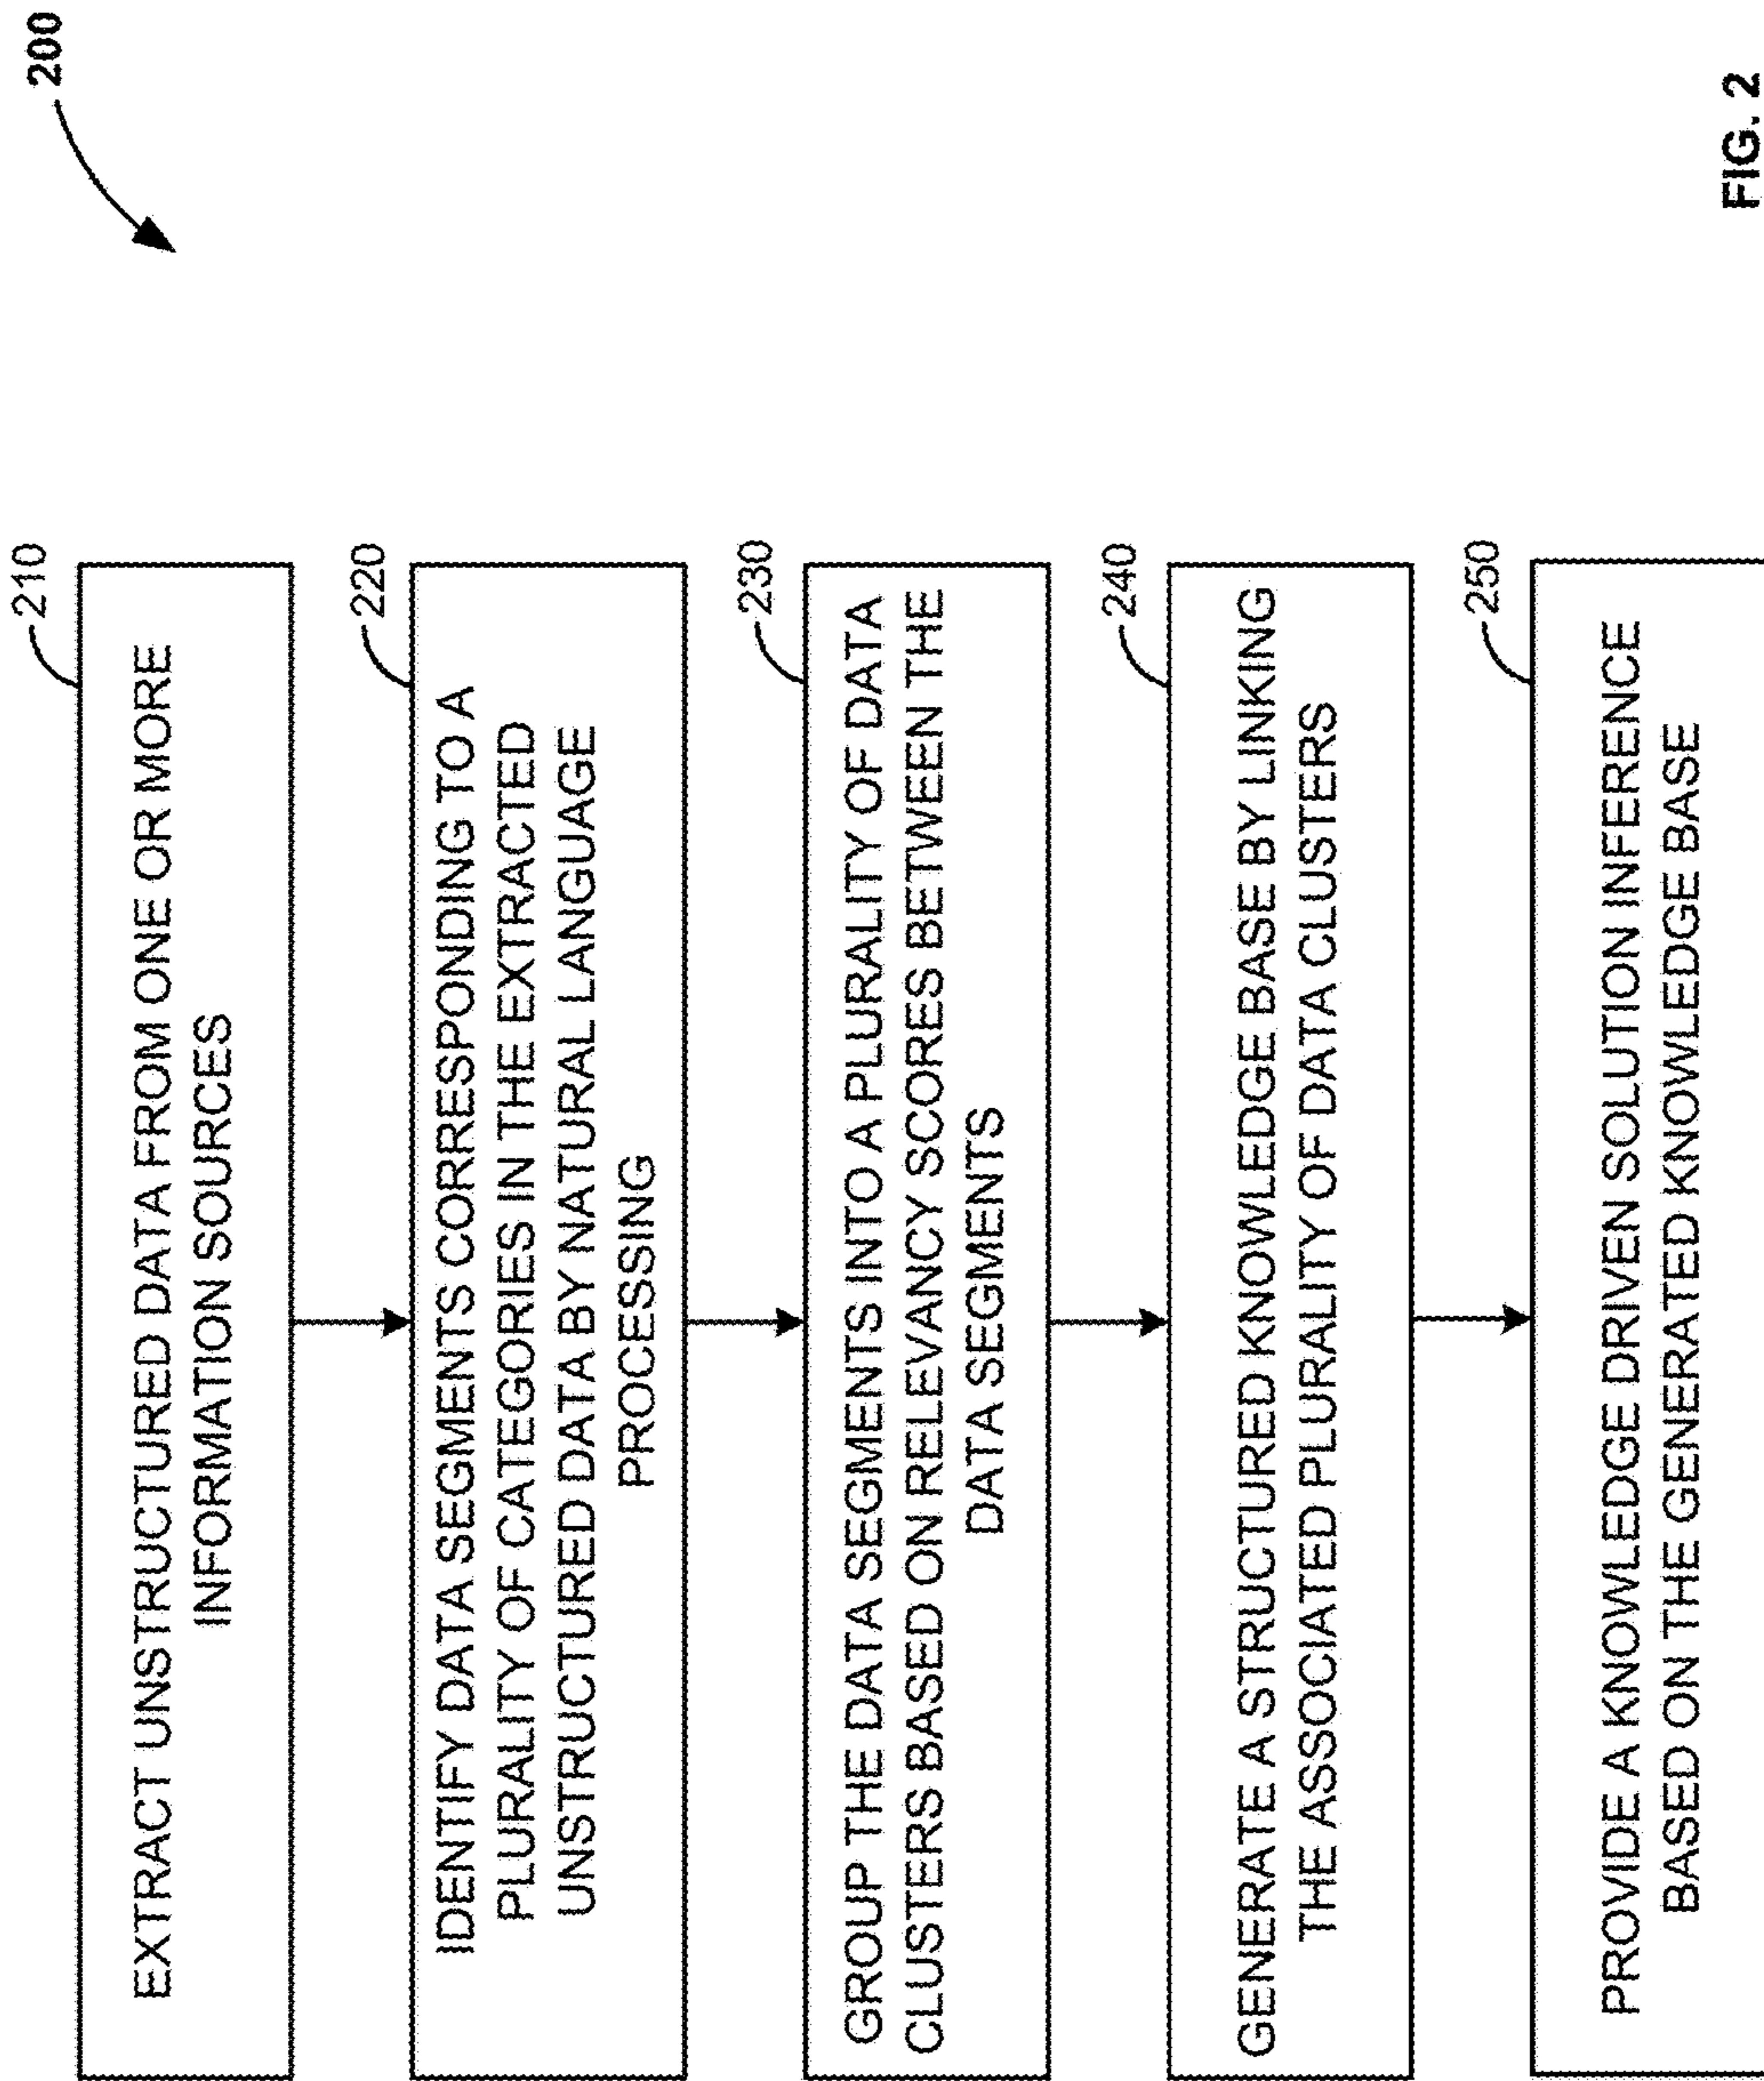 200
210
EXTRACT UNSTRUCTURED DATA FROM ONE OR MORE
INFORMATION SOURCES
220
IDENTIFY DATA SEGMENTS CORRESPONDING TO A
PLURALITY OF CATEGORIES IN THE EXTRACTED
UNSTRUCTURED DATA BY NATURAL LANGUAGE
PROCESSING
230
GROUP THE DATA SEGMENTS INTO A PLURALITY OF DATA
CLUSTERS BASED ON RELEVANCY SCORES BETWEEN THE
DATA SEGMENTS
240
GENERATE A STRUCTURED KNOWLEDGE BASE BY LINKING
THE ASSOCIATED PLURALITY OF DATA CLUSTERS
250
PROVIDE A KNOWLEDGE DRIVEN SOLUTION INFERENCE
BASED ON THE GENERATED KNOWLEDGE BASE
FIG. 2